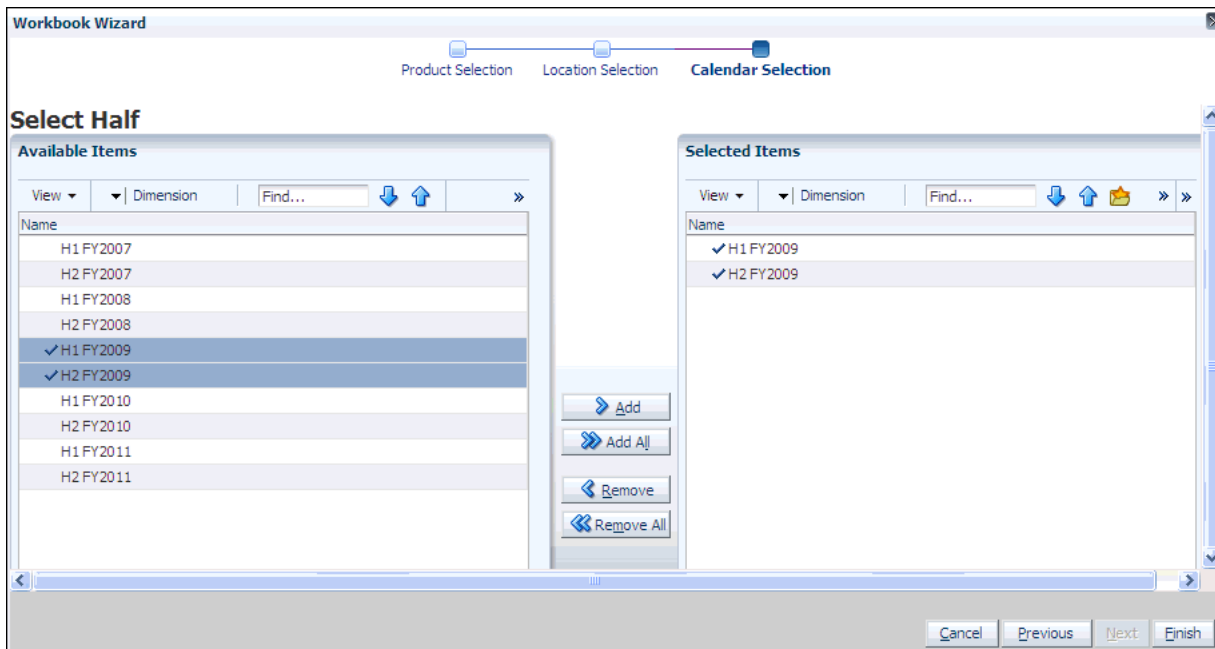 Workbook Wizard
Product Selection Location Selection Calendar Selection
Select Half
Available Items
View Dimension Find... »
Name
H1 FY2007
H2 FY2007
H1 FY2008
H2 FY2008
H1 FY2009
H2 FY2009
H1 FY2010
H2 FY2010
H1 FY2011
H2 FY2011
Add
Add All
Remove
Remove All
Selected Items
View Dimension Find... » »
Name
H1 FY2009
H2 FY2009
Cancel Previous Next Finish